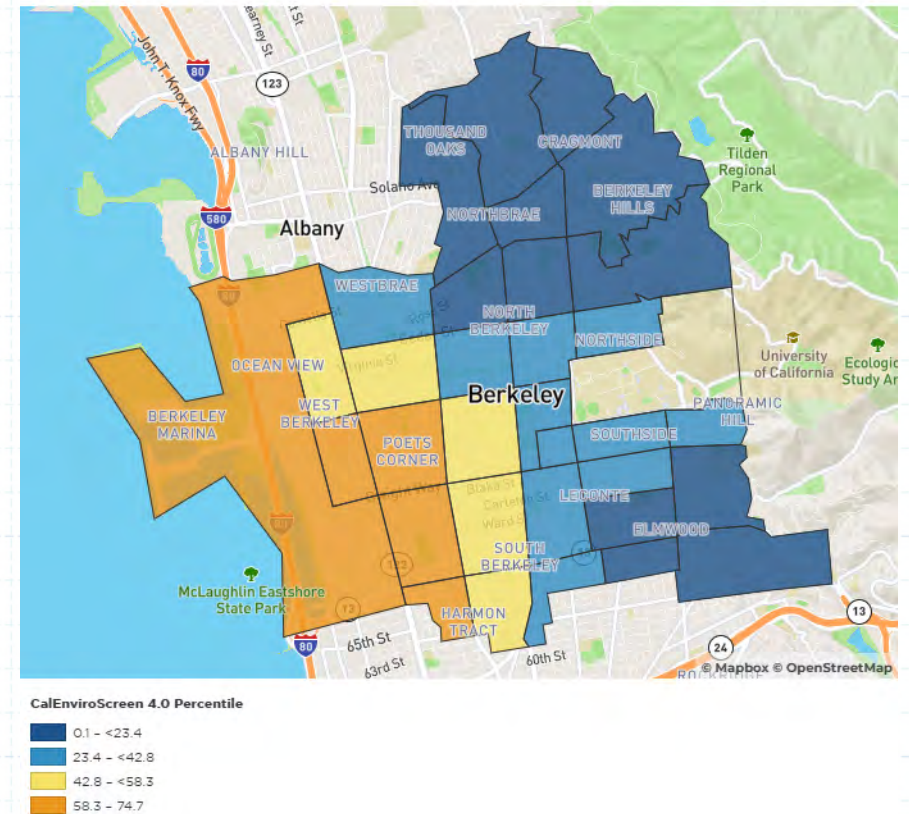 John T. Knox Fwy
80
123
ALBANY HILL
THOUSAND
OAKS
CRAGMONT
Tilden
Regional
Park
Solano Ave
BERKELEY
HILLS
580
Albany
NORTHBRAE
WESTBRAE
80
NORTH
BERKELEY
NORTHSIDE
University
of California
Ecologic
Study Ar
OCEAN VIEW
Virginia St
Berkeley
WEST
BERKELEY
PANORAMIC
HILL
BERKELEY
MARINA
POETS
CORNER
SOUTHSIDE
Dwight Way
Blake St
Carleton St
LECONTE
Ward St
80
ELMWOOD
SOUTH
BERKELEY
123
McLaughlin Eastshore
State Park
13
HARMON
TRACT
13
80
65th St
63rd St
60th St
24
ROCKRIDGE
© Mapbox © OpenStreetMap
CalEnviroScreen 4.0 Percentile
0.1 – <23.4
23.4 – <42.8
42.8 – <58.3
58.3 – 74.7